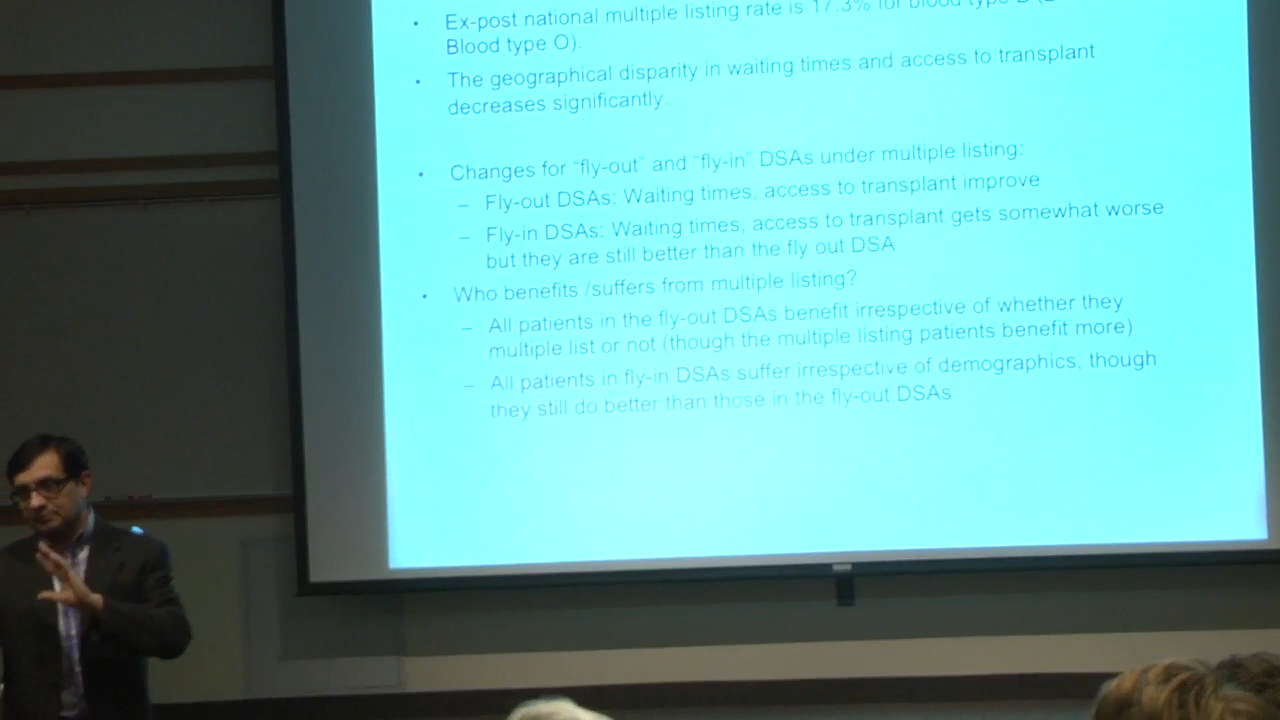 • Ex-post national multiple listing rate is 17.3% for blood type
Blood type O).
• The geographical disparity in waiting times and access to transplant
decreases significantly.
• Changes for “fly-out” and “fly-in” DSAs under multiple listing:
– Fly-out DSAs: Waiting times, access to transplant improve
– Fly-in DSAs: Waiting times, access to transplant gets somewhat worse
but they are still better than the fly out DSA
• Who benefits /suffers from multiple listing?
– All patients in the fly-out DSAs benefit irrespective of whether they
multiple list or not (though the multiple listing patients benefit more)
– All patients in fly-in DSAs suffer irrespective of demographics, though
they still do better than those in the fly-out DSAs